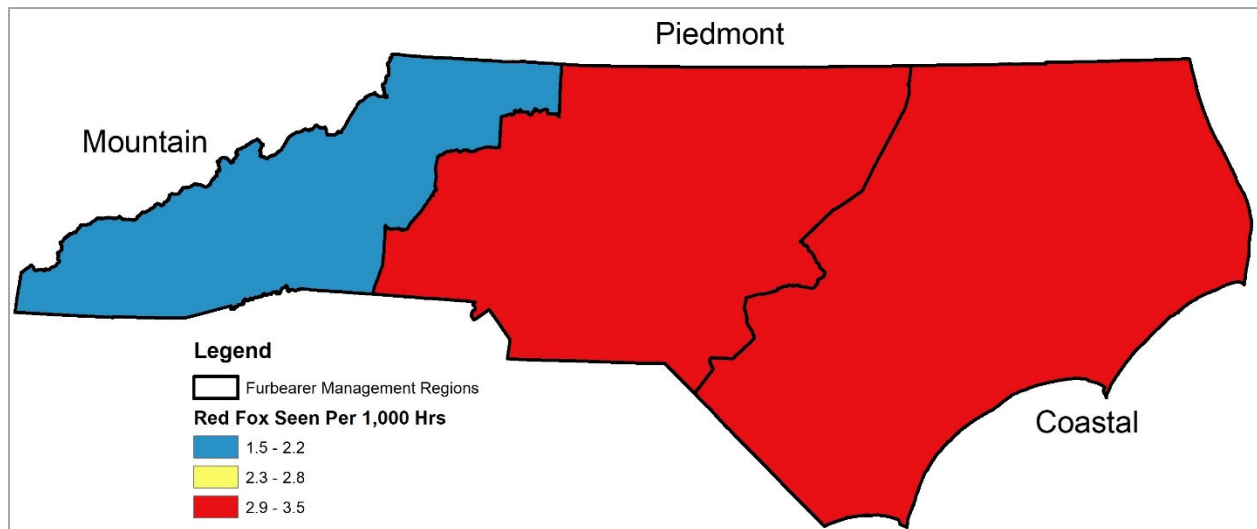 Piedmont
Mountain
Legend
Furbearer Management Regions
Red Fox Seen Per 1,000 Hrs
1.5 - 2.2
2.3 - 2.8
2.9 - 3.5
Coastal